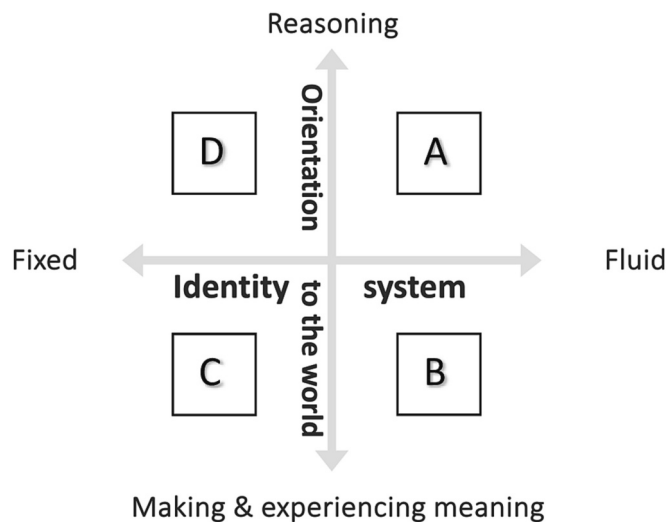 Reasoning
Orientation
D
A
Fixed
Fluid
Identity
system
to the world
C
B
Making & experiencing meaning